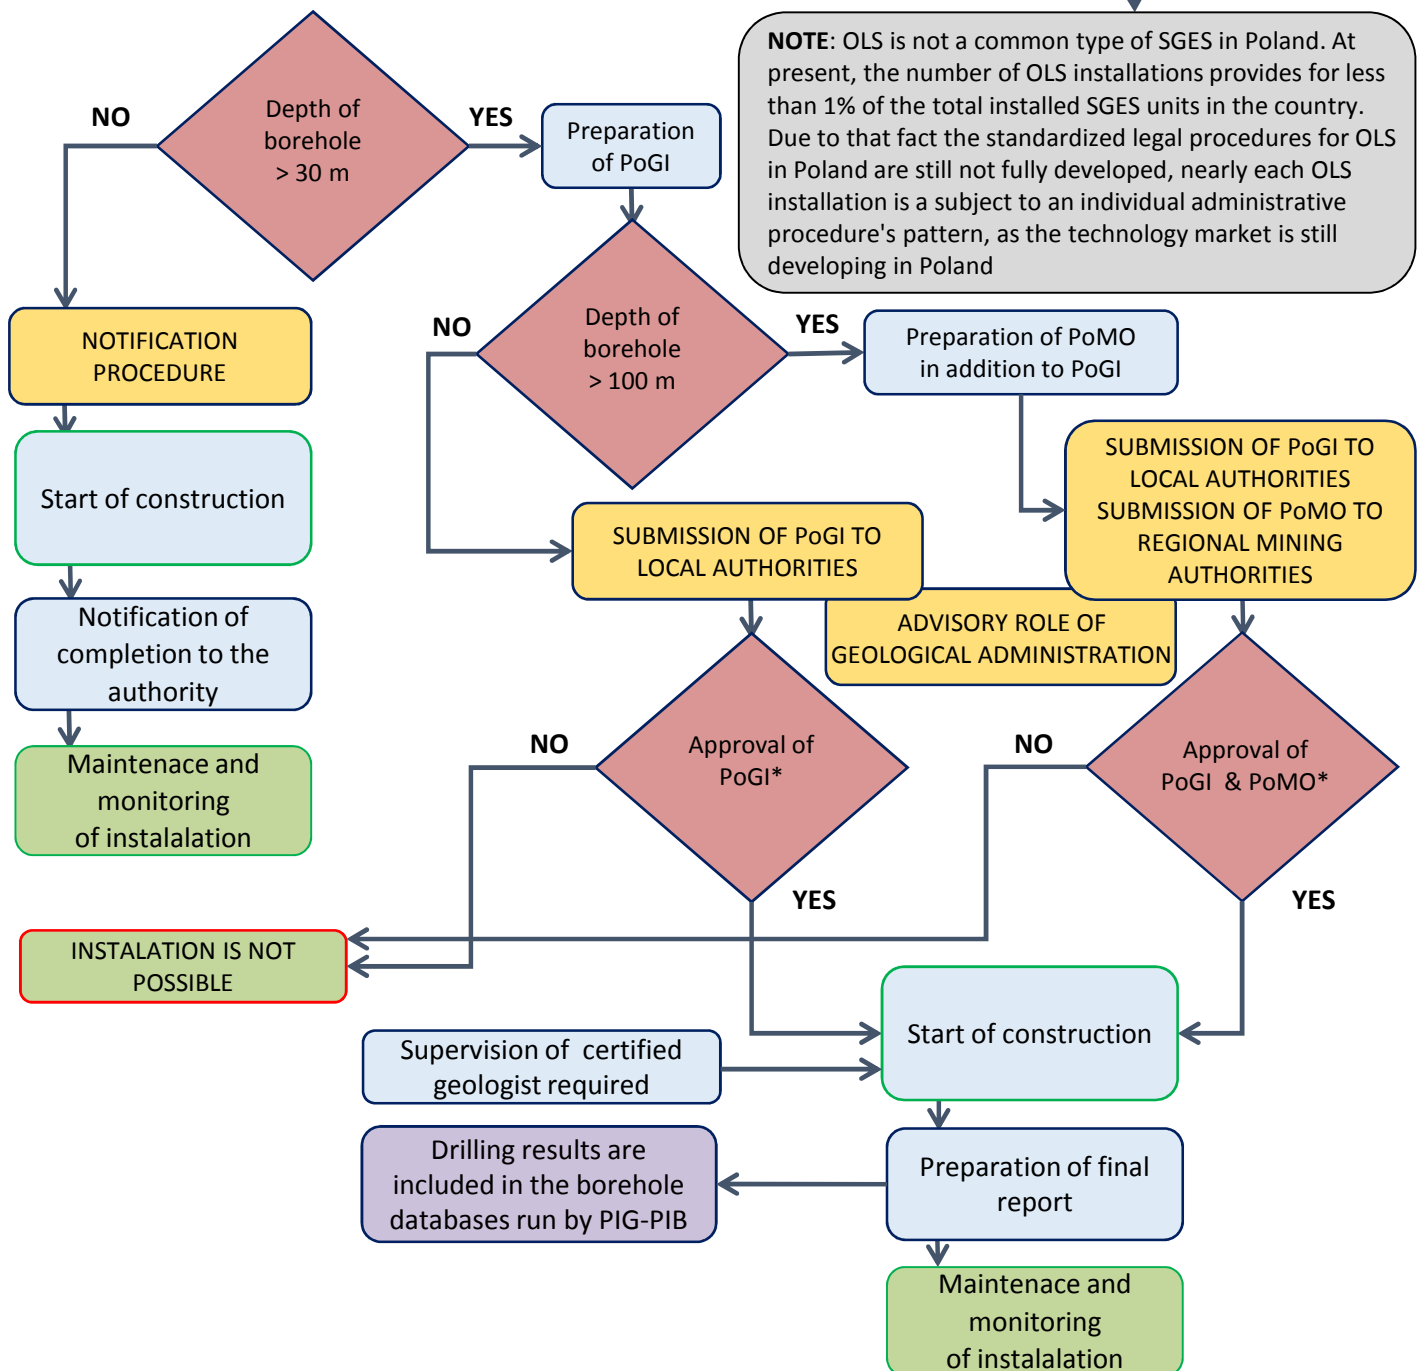 NOTE: OLS is not a common type of SGES in Poland. At
present, the number of OLS installations provides for less
than 1% of the total installed SGES units in the country.
Due to that fact the standardized legal procedures for OLS
in Poland are still not fully developed, nearly each OLS
installation is a subject to an individual administrative
procedure's pattern, as the technology market is still
developing in Poland
NO
Depth of
borehole
> 30 m
YES
Preparation
of PoGI
NO
Depth of
borehole
> 100 m
YES
Preparation of PoMO
in addition to PoGI
NOTIFICATION
PROCEDURE
Start of construction
Notification of
completion to the
authority
Maintenace and
monitoring
of instalalation
SUBMISSION OF PoGI TO
LOCAL AUTHORITIES
SUBMISSION OF PoGI TO
LOCAL AUTHORITIES
SUBMISSION OF PoMO TO
REGIONAL MINING
AUTHORITIES
ADVISORY ROLE OF
GEOLOGICAL ADMINISTRATION
NO
Approval of
PoGI*
YES
NO
Approval of
PoGI & PoMO*
YES
INSTALATION IS NOT
POSSIBLE
Start of construction
Supervision of certified
geologist required
Drilling results are
included in the borehole
databases run by PIG-PIB
Preparation of final
report
Maintenace and
monitoring
of instalalation